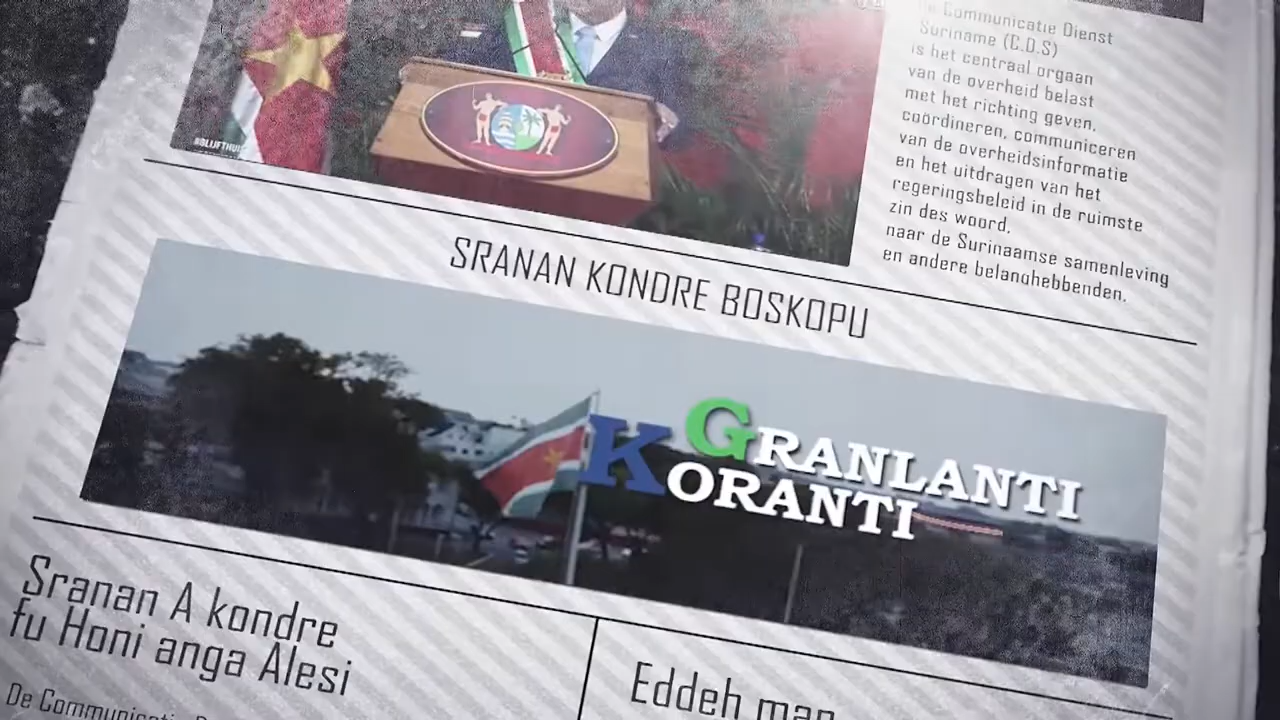 Communicatie Dienst
Suriname (C.D.S)
is het centraal orgaan
van de overheid belast
met het richting geven,
coördineren, communiceren
van de overheidsinformatie
en het uitdragen van het
regeringsbeleid in de ruimste
zin des woord,
naar de Surinaamse samenleving
en andere belanghebbenden.
SRANAN KONDRE BOSKOPU
GRANLANTI
KORANTI
Sranan A kondre
fu Honi anga Alesi
De
Eddeh man